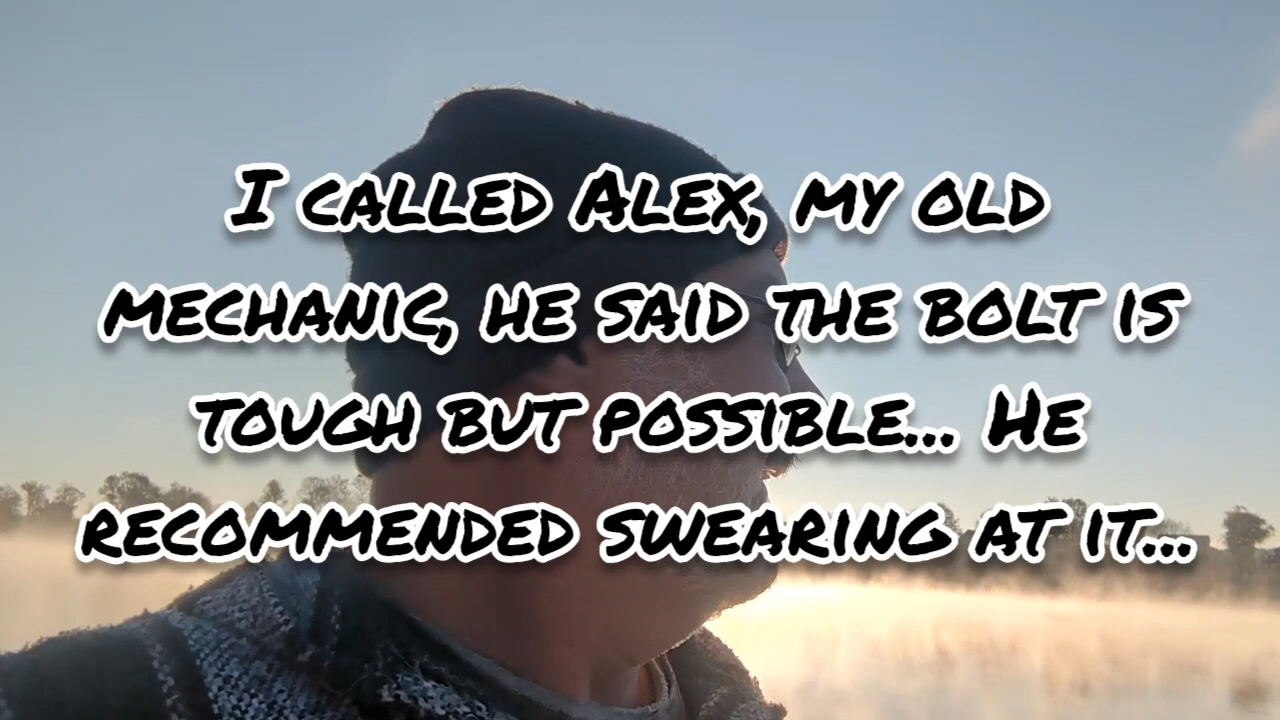 I called Alex, my old
mechanic, he said the bolt is
tough but possible... He
recommended swearing at it...